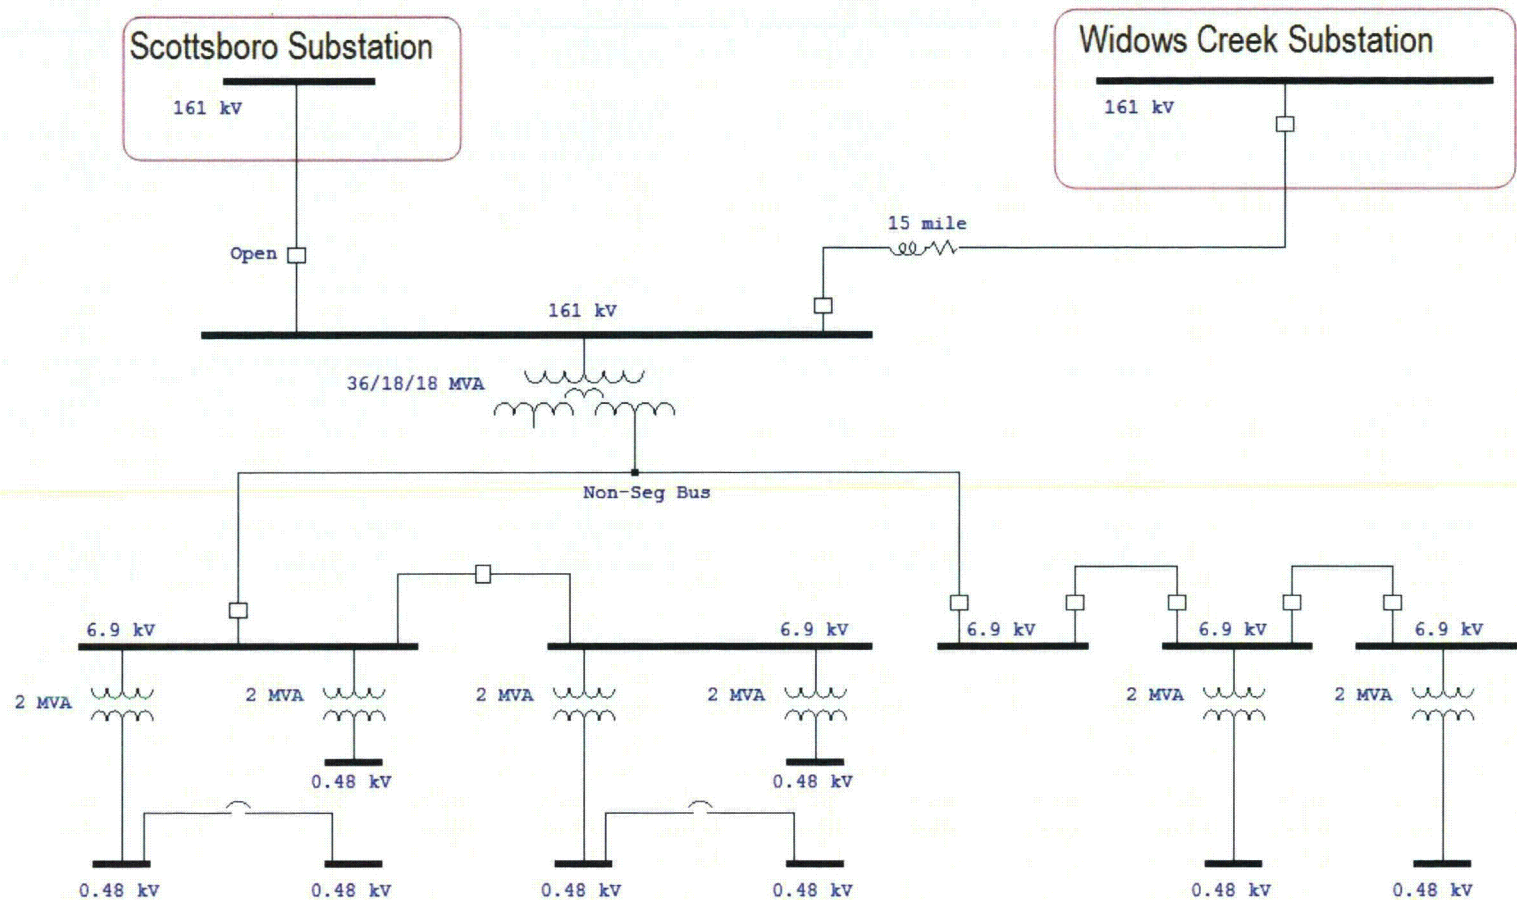 Scottsboro Substation
Widows Creek Substation
161 kV
161 kV
15 mile
Open
161 kV
36/18/18 MVA
Non-Seg Bus
6.9 kV
6.9 kV
6.9 kV
6.9 kV
6.9 kV
2 MVA
2 MVA
2 MVA
2 MVA
2 MVA
2 MVA
0.48 kV
0.48 kV
0.48 kV
0.48 kV
0.48 kV
0.48 kV
0.48 kV
0.48 kV